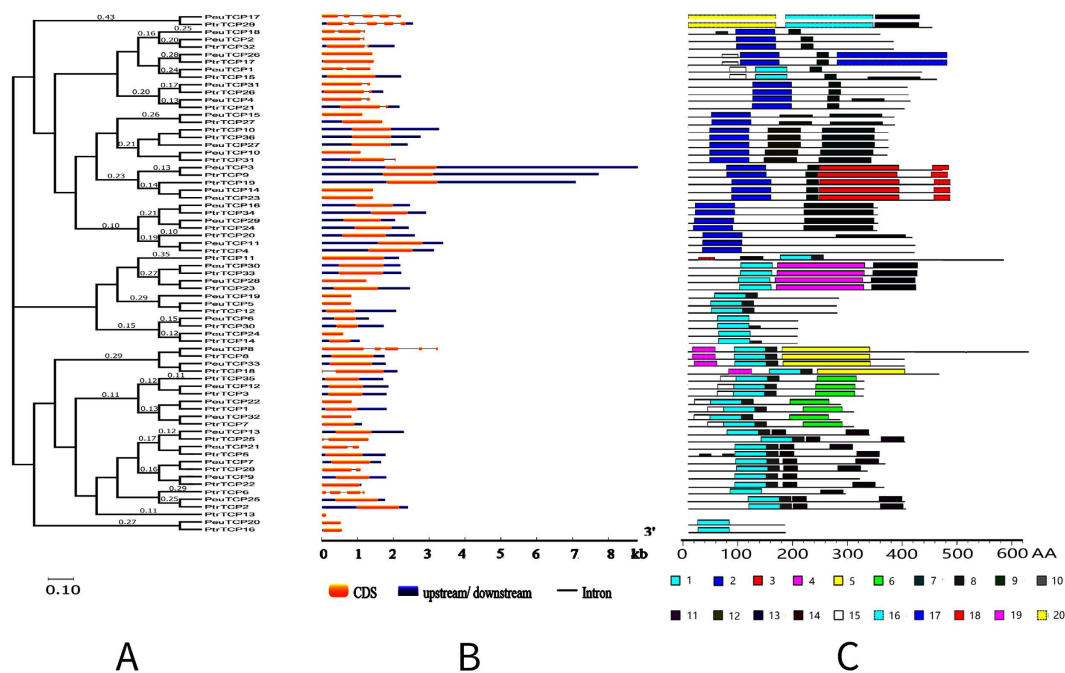 0.43 PeuTCP17
PtrTCP29
0.25 PeuTCP18
0.16 0.20 PeuTCP2
PtrTCP32
0.28 PeuTCP26
PtrTCP17
0.24 PeuTCP1
PtrTCP15
0.17 PeuTCP31
0.20 PtrTCP26
0.13 PeuTCP4
PtrTCP21
0.26 PeuTCP15
PtrTCP27
PtrTCP10
0.21 PtrTCP36
PeuTCP27
PeuTCP10
PtrTCP31
0.13 PeuTCP3
0.23 PtrTCP9
0.14 PtrTCP19
PeuTCP14
PeuTCP23
PeuTCP16
0.21 PtrTCP34
PeuTCP29
0.10 PtrTCP24
0.10 PtrTCP20
0.19 PeuTCP11
PtrTCP4
0.35 PtrTCP11
PeuTCP30
0.27 PtrTCP33
PeuTCP28
PtrTCP23
0.29 PeuTCP19
PeuTCP5
PtrTCP12
0.15 PeuTCP6
0.15 PtrTCP30
0.12 PeuTCP24
PtrTCP14
PeuTCP8
0.29 PtrTCP8
PeuTCP33
PtrTCP18
0.11 PtrTCP35
0.12 PeuTCP12
0.11 PtrTCP3
PeuTCP22
0.13 PtrTCP1
PeuTCP32
PtrTCP7
0.12 PeuTCP13
0.17 PtrTCP25
PeuTCP21
PtrTCP5
PeuTCP7
0.16 PtrTCP28
PeuTCP9
PtrTCP22
0.29 PtrTCP6
0.25 PeuTCP25
PtrTCP2
0.11 PtrTCP13
0.27 PeuTCP20
PtrTCP16
3'
0 1 2 3 4 5 6 7 8 kb
0 100 200 300 400 500 600 AA
0.10
CDS upstream/ downstream Intron
1 2 3 4 5 6 7 8 9 10
11 12 13 14 15 16 17 18 19 20
A B C